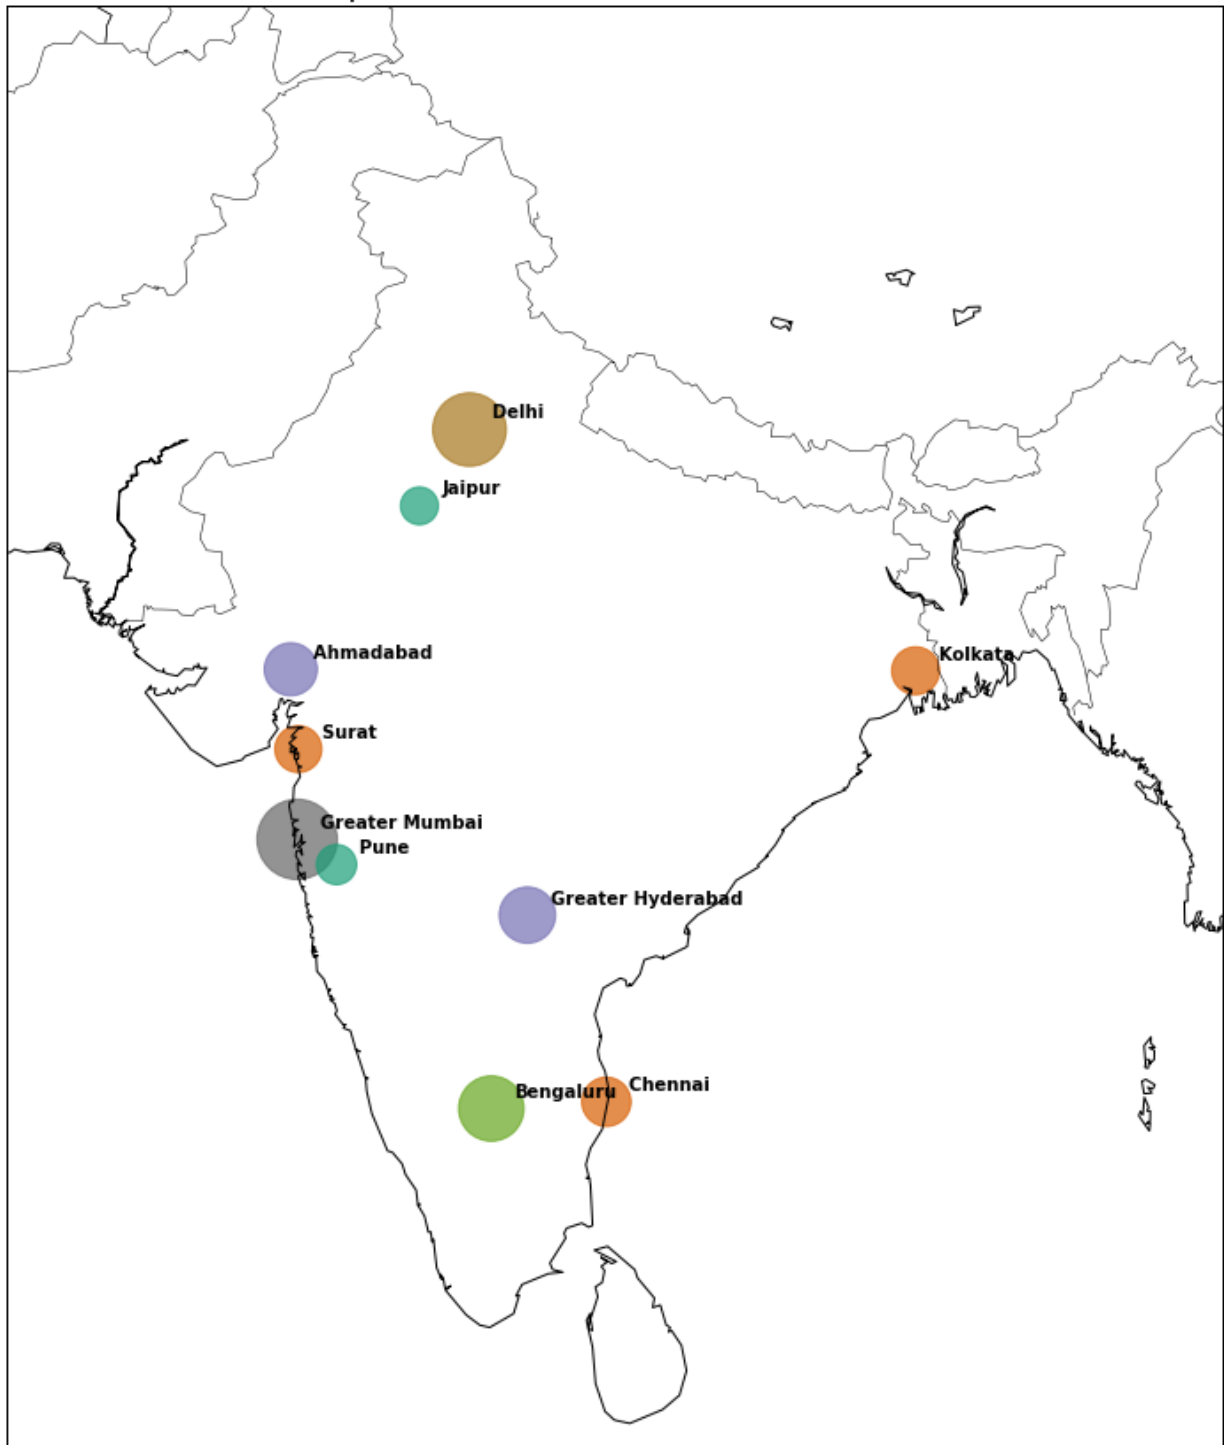 Delhi
Jaipur
Ahmadabad
Kolkata
Surat
Greater Mumbai
Pune
Greater Hyderabad
Chennai
Bengaluru